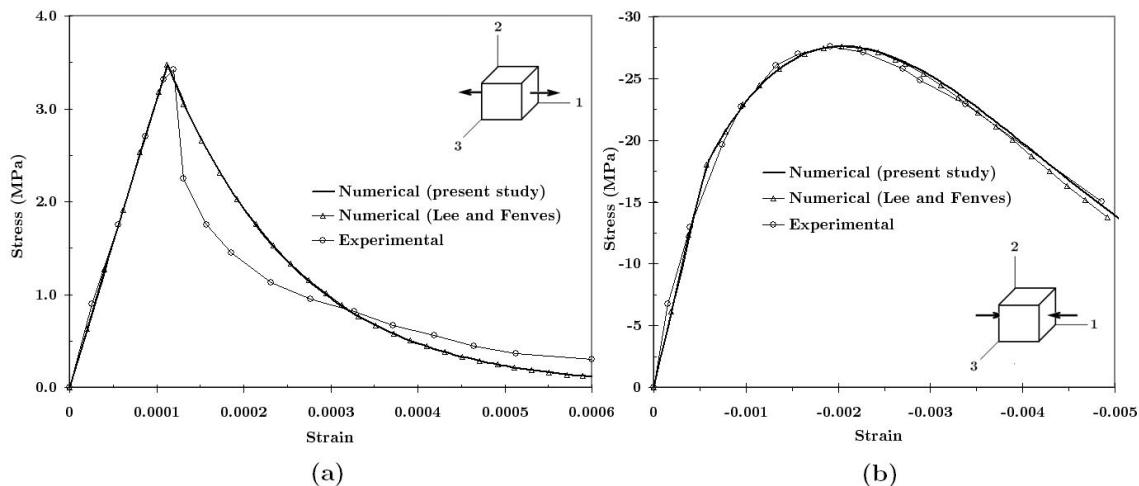 4.0
3.0
2.0
1.0
0.0
Stress (MPa)
0
0.0001
0.0002
0.0003
0.0004
0.0005
0.0006
Strain
2
1
3
Numerical (present study)
Numerical (Lee and Fenves)
Experimental
(a)
-30
-25
-20
-15
-10
-5
0
Stress (MPa)
0
-0.001
-0.002
-0.003
-0.004
-0.005
Strain
Numerical (present study)
Numerical (Lee and Fenves)
Experimental
2
1
3
(b)